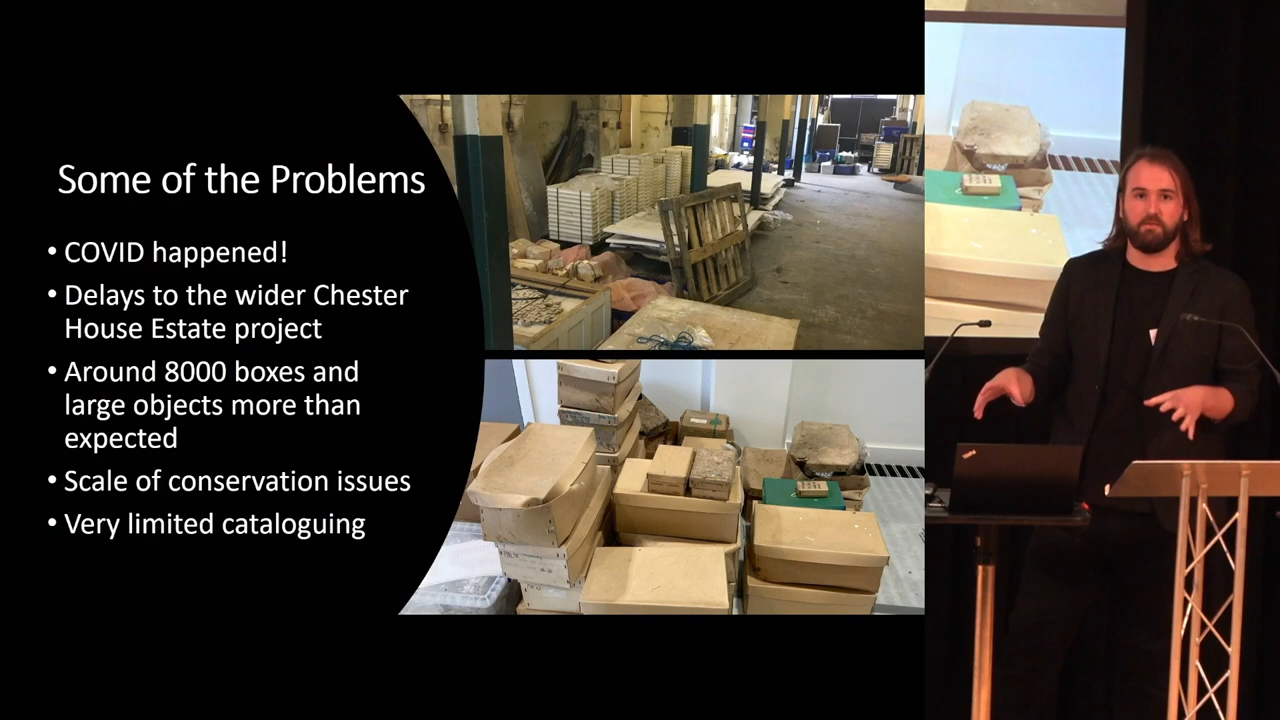 Some of the Problems
• COVID happened!
• Delays to the wider Chester
House Estate project
• Around 8000 boxes and
large objects more than
expected
• Scale of conservation issues
• Very limited cataloguing